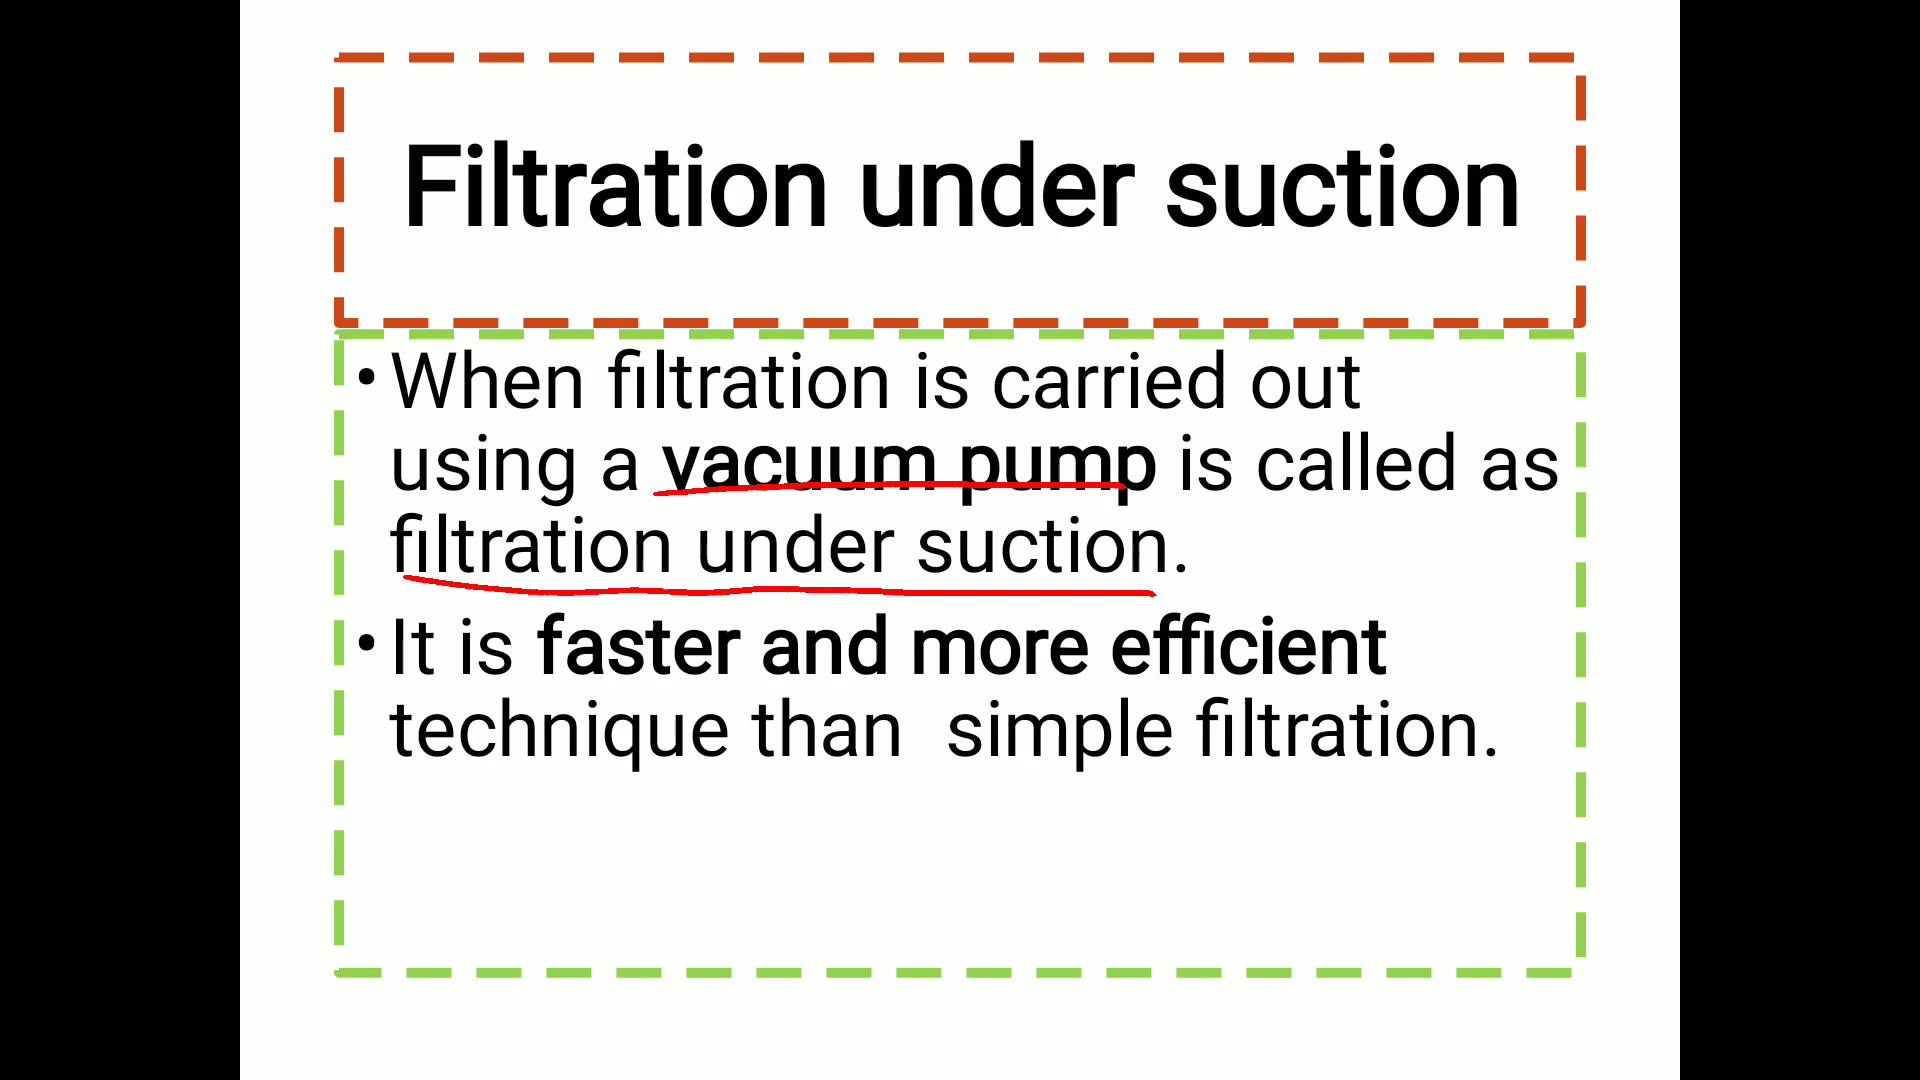 Filtration under suction
• When filtration is carried out
using a vacuum pump is called as
filtration under suction.
• It is faster and more efficient
technique than  simple filtration.